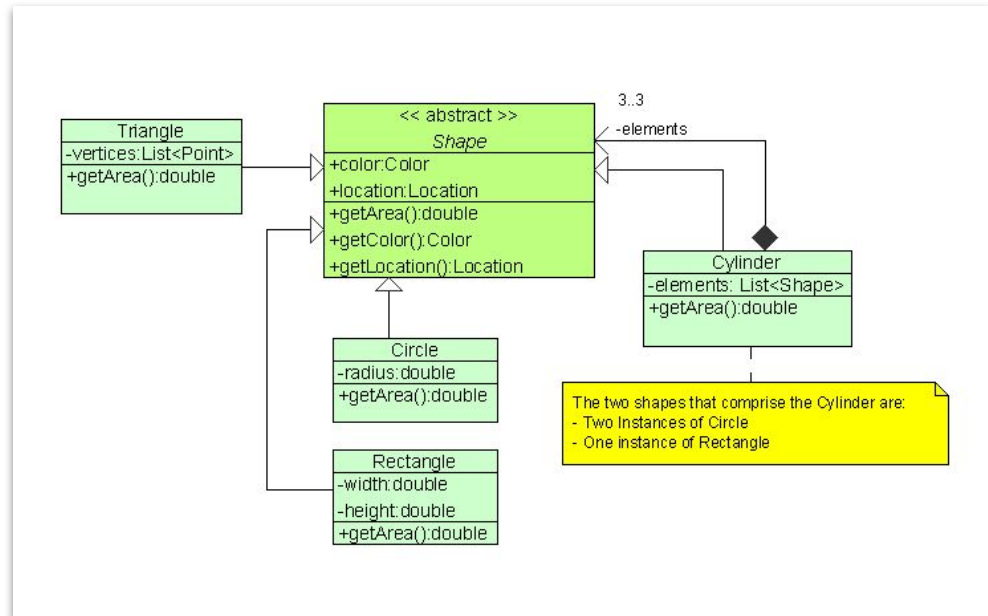 3..3
-elements
<< abstract >>
Shape
+color:Color
+location:Location
+getArea():double
+getColor():Color
+getLocation():Location
Triangle
-vertices:List<Point>
+getArea():double
Cylinder
-elements: List<Shape>
+getArea():double
Circle
-radius:double
+getArea():double
The two shapes that comprise the Cylinder are:
- Two Instances of Circle
- One instance of Rectangle
Rectangle
-width:double
-height:double
+getArea():double